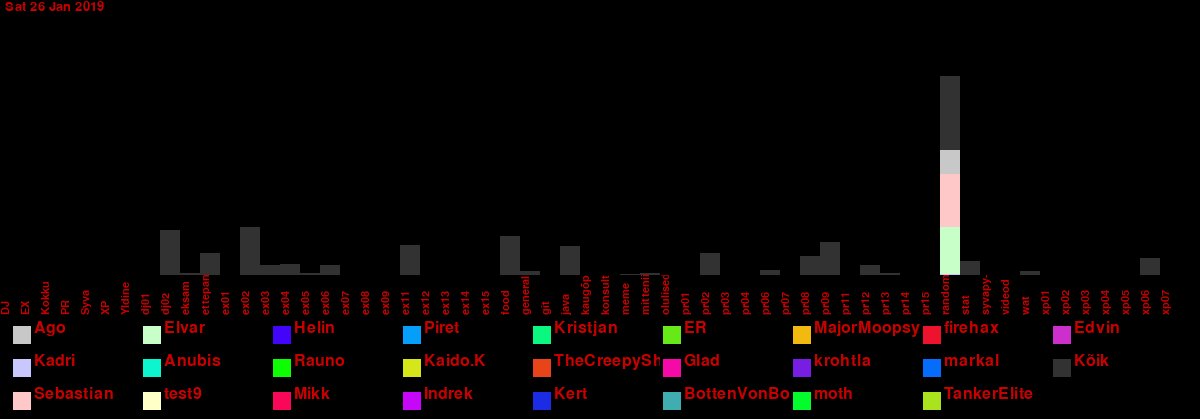 Sat 26 Jan 2019
DJ
EX
Kokku
PR
Syva
XP
Yldine
dj01
dj02
eksam
ettepan
ex01
ex02
ex03
ex04
ex05
ex06
ex07
ex08
ex09
ex11
ex12
ex13
ex14
ex15
food
general
git
java
kaugõp
konsult
meme
mitteniii
olulised
pr01
pr02
pr03
pr04
pr06
pr07
pr08
pr09
pr11
pr12
pr13
pr14
pr15
random
stat
syvapy-
videod
wat
xp01
xp02
xp03
xp04
xp05
xp06
xp07
Ago Elvar Helin Piret Kristjan ER MajorMoopsy firehax Edvin
Kadri Anubis Rauno Kaido.K TheCreepySh Glad krohtla markal Kõik
Sebastian test9 Mikk Indrek Kert BottenVonBo moth TankerElite